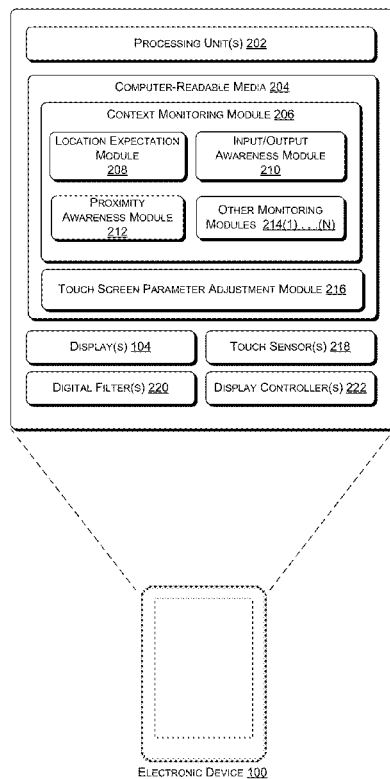 PROCESSING UNIT(S) 202
COMPUTER-READABLE MEDIA 204
CONTEXT MONITORING MODULE 206
LOCATION EXPECTATION
MODULE
208
INPUT/OUTPUT
AWARENESS MODULE
210
PROXIMITY
AWARENESS MODULE
212
OTHER MONITORING
MODULES 214(1) . . .(N)
TOUCH SCREEN PARAMETER ADJUSTMENT MODULE 216
DISPLAY(S) 104
TOUCH SENSOR(S) 218
DIGITAL FILTER(S) 220
DISPLAY CONTROLLER(S) 222
ELECTRONIC DEVICE 100